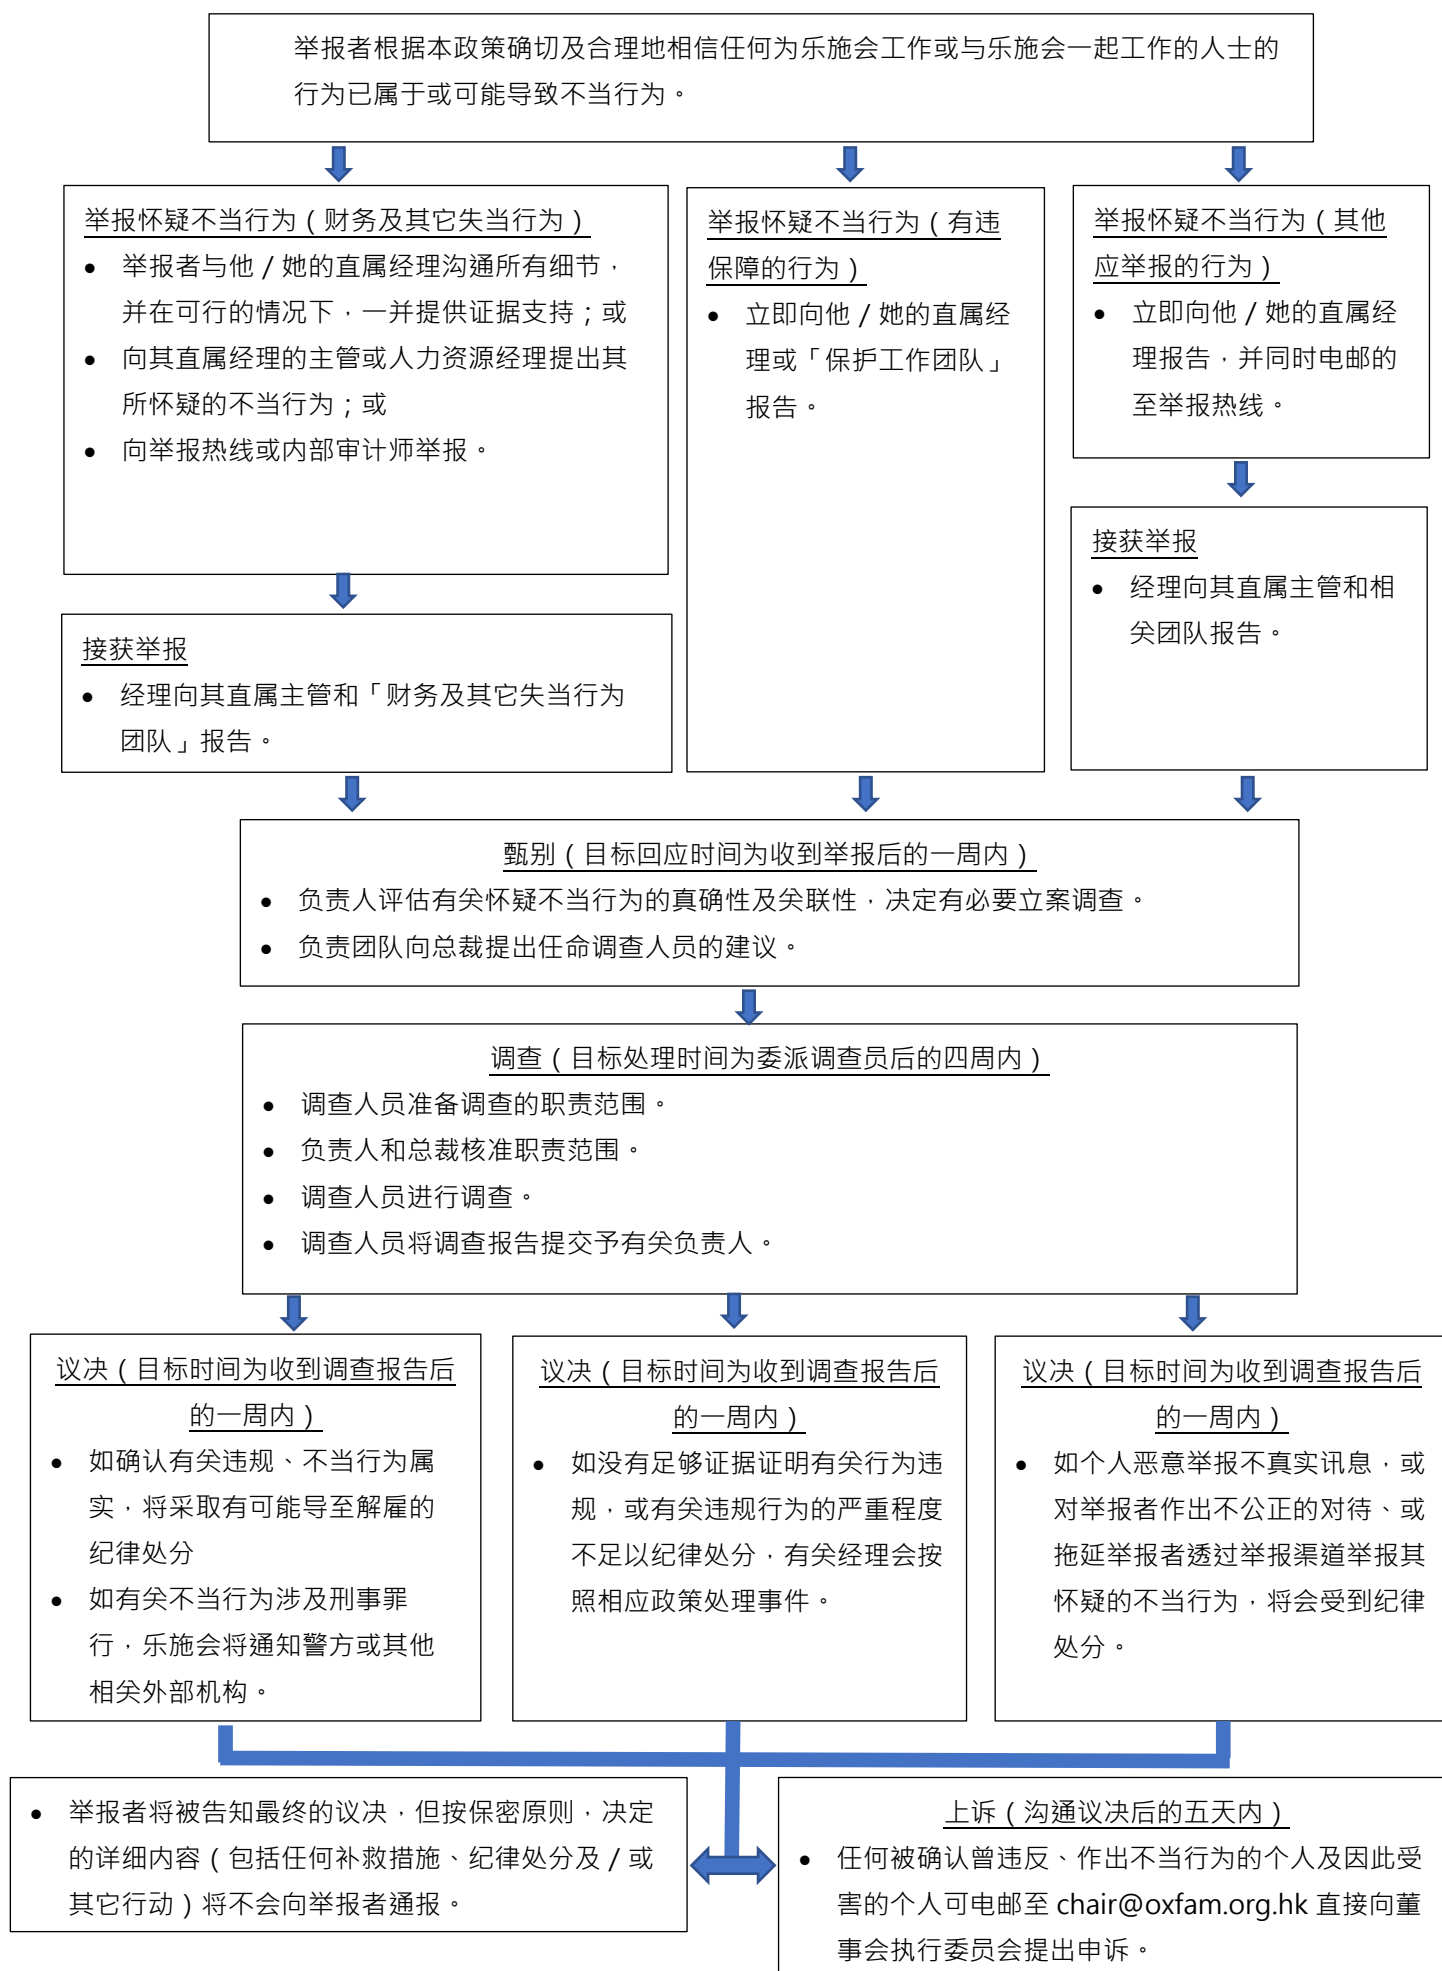 举报者根据本政策确切及合理地相信任何为乐施会工作或与乐施会一起工作的人士的
行为已属于或可能导致不当行为。
举报怀疑不当行为（财务及其它失当行为）
● 举报者与他 / 她的直属经理沟通所有细节，
并在可行的情况下，一并提供证据支持；或
● 向其直属经理的主管或人力资源经理提出其
所怀疑的不当行为；或
● 向举报热线或内部审计师举报。
举报怀疑不当行为（有违
保障的行为）
● 立即向他 / 她的直属经
理或「保护工作团队」
报告。
举报怀疑不当行为（其他
应举报的行为）
● 立即向他 / 她的直属经
理报告，并同时电邮的
至举报热线。
接获举报
● 经理向其直属主管和「财务及其它失当行为
团队」报告。
接获举报
● 经理向其直属主管和相
关团队报告。
甄别（目标回应时间为收到举报后的一周内）
● 负责人评估有关怀疑不当行为的真确性及关联性，决定有必要立案调查。
● 负责团队向总裁提出任命调查人员的建议。
调查（目标处理时间为委派调查员后的四周内）
● 调查人员准备调查的职责范围。
● 负责人和总裁核准职责范围。
● 调查人员进行调查。
● 调查人员将调查报告提交予有关负责人。
议决（目标时间为收到调查报告后
的一周内）
● 如确认有关违规、不当行为属
实，将采取有可能导至解雇的
纪律处分
● 如有关不当行为涉及刑事罪
行，乐施会将通知警方或其他
相关外部机构。
议决（目标时间为收到调查报告后
的一周内）
● 如没有足够证据证明有关行为违
规，或有关违规行为的严重程度
不足以纪律处分，有关经理会按
照相应政策处理事件。
议决（目标时间为收到调查报告后
的一周内）
● 如个人恶意举报不真实讯息，或
对举报者作出不公正的对待、或
拖延举报者透过举报渠道举报其
怀疑的不当行为，将会受到纪律
处分。
● 举报者将被告知最终的议决，但按保密原则，决定
的详细内容（包括任何补救措施、纪律处分及 / 或
其它行动）将不会向举报者通报。
上诉（沟通议决后的五天内）
● 任何被确认曾违反、作出不当行为的个人及因此受
害的个人可电邮至 chair@oxfam.org.hk 直接向董
事会执行委员会提出申诉。